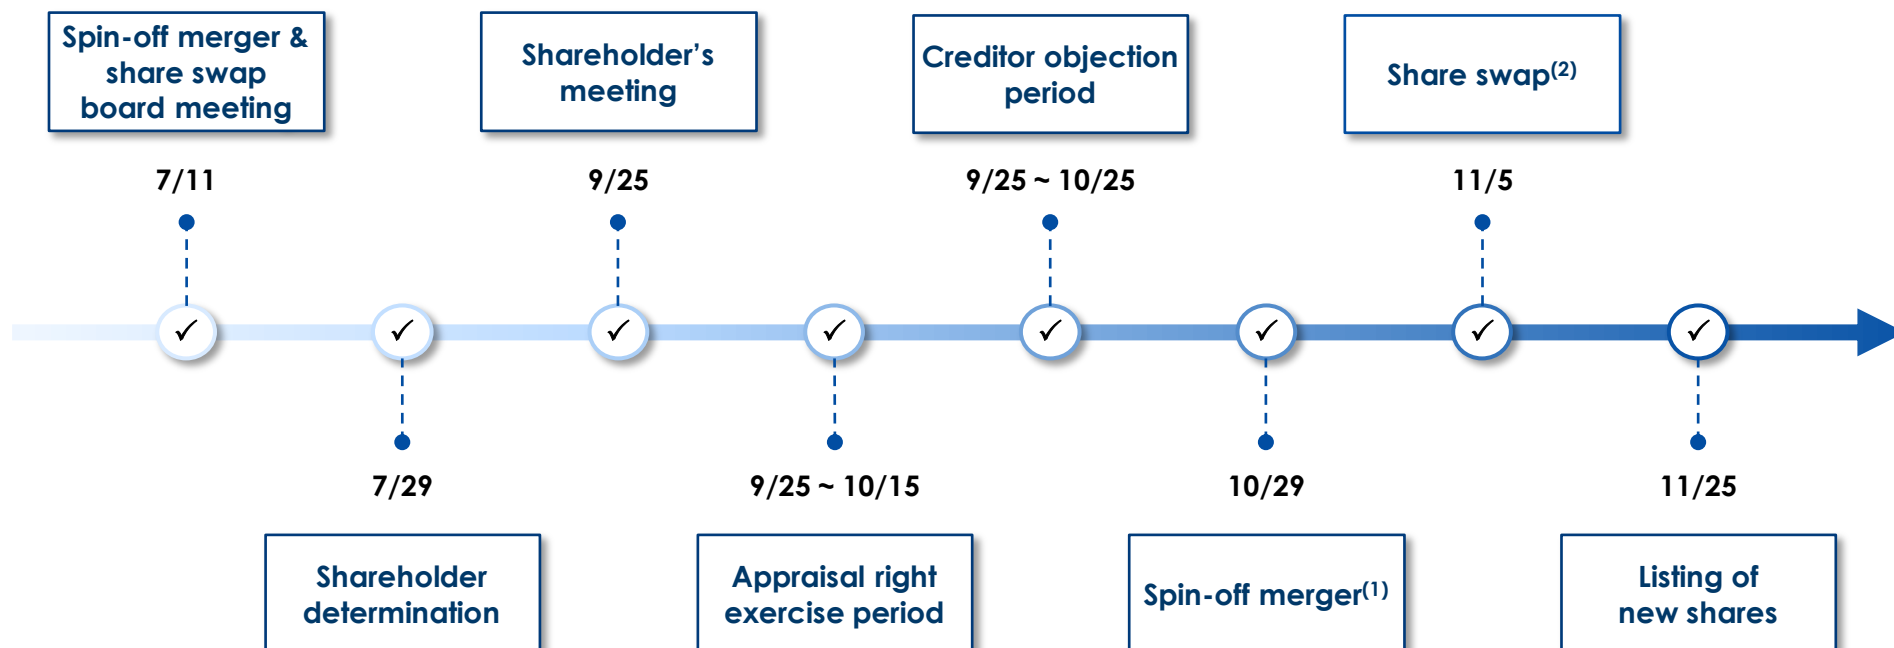 Spin-off merger &
share swap
board meeting
7/11
Shareholder
determination
7/29
Shareholder’s
meeting
9/25
Appraisal right
exercise period
9/25 ~ 10/15
Creditor objection
period
9/25 ~ 10/25
Spin-off merger(1)
10/29
Share swap(2)
11/5
Listing of
new shares
11/25